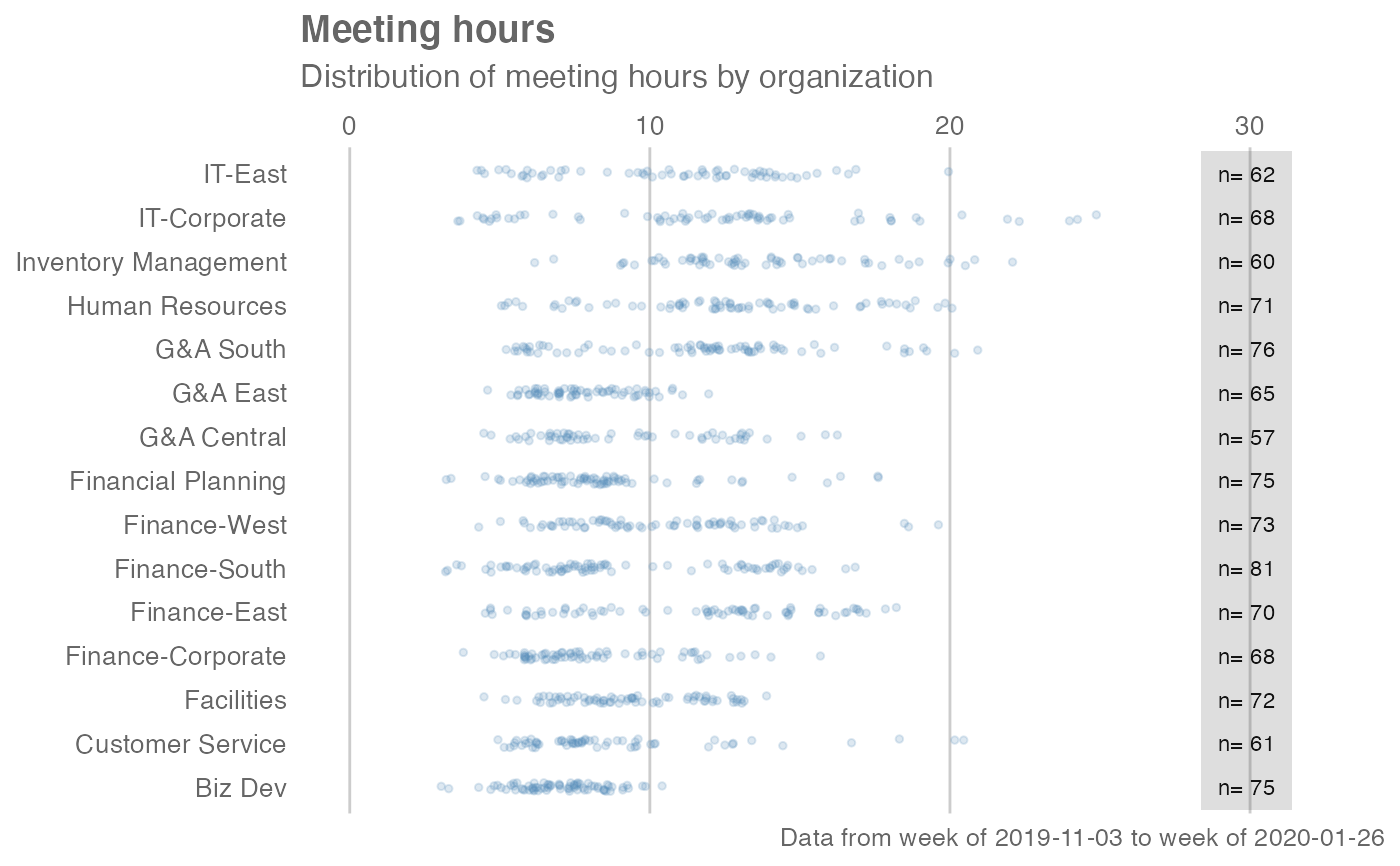 Meeting hours
Distribution of meeting hours by organization
0 10 20 30
IT-East n= 62
IT-Corporate n= 68
Inventory Management n= 60
Human Resources n= 71
G&A South n= 76
G&A East n= 65
G&A Central n= 57
Financial Planning n= 75
Finance-West n= 73
Finance-South n= 81
Finance-East n= 70
Finance-Corporate n= 68
Facilities n= 72
Customer Service n= 61
Biz Dev n= 75
Data from week of 2019-11-03 to week of 2020-01-26